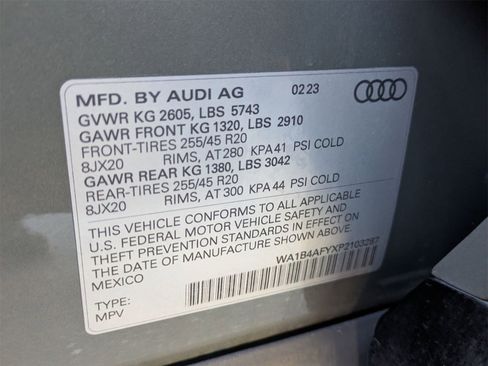 MFD. BY AUDI AG 02 23
GVWR KG 2605, LBS 5743
GAWR FRONT KG 1320, LBS 2910
FRONT-TIRES 255/45 R20
8JX20 RIMS, AT 280 KPA 41 PSI COLD
GAWR REAR KG 1380, LBS 3042
REAR-TIRES 255/45 R20
8JX20 RIMS, AT 300 KPA 44 PSI COLD
THIS VEHICLE CONFORMS TO ALL APPLICABLE
U.S. FEDERAL MOTOR VEHICLE SAFETY AND
THEFT PREVENTION STANDARDS IN EFFECT ON
THE DATE OF MANUFACTURE SHOWN ABOVE.
MEXICO
WA1B4AFYXP2103287
TYPE:
MPV